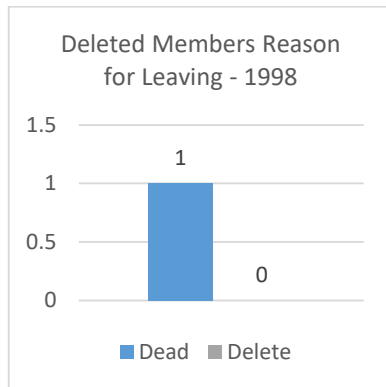 Deleted Members Reason
for Leaving - 1998
1.5
1
1
0.5
0
0
Dead Delete